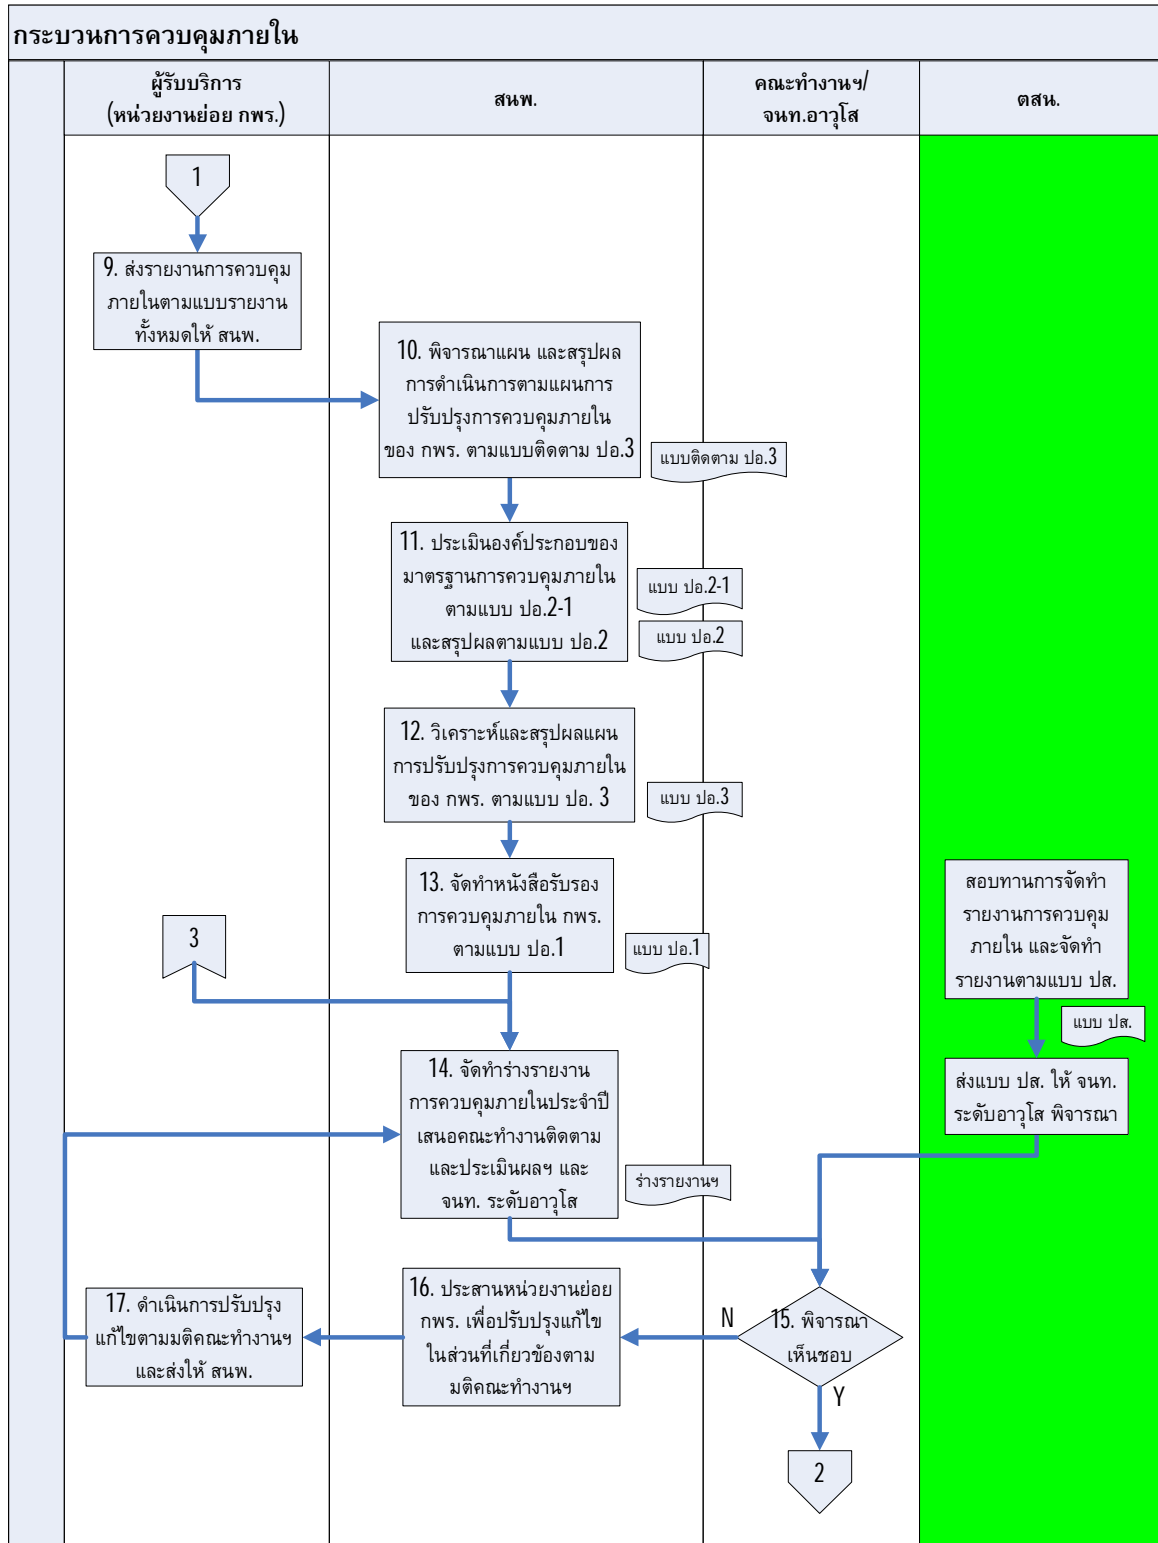 กระบวนการควบคุมภายใน
ผู้รับบริการ
(หน่วยงานย่อย กพร.)
สนพ.
คณะทำงานฯ/
จนท.อาวุโส
ตสน.
1
9. ส่งรายงานการควบคุม
ภายในตามแบบรายงาน
ทั้งหมดให้ สนพ.
10. พิจารณาแผน และสรุปผล
การดำเนินการตามแผนการ
ปรับปรุงการควบคุมภายใน
ของ กพร. ตามแบบติดตาม ปอ.3
แบบติดตาม ปอ.3
11. ประเมินองค์ประกอบของ
มาตรฐานการควบคุมภายใน
ตามแบบ ปอ.2-1
และสรุปผลตามแบบ ปอ.2
แบบ ปอ.2-1
แบบ ปอ.2
12. วิเคราะห์และสรุปผลแผน
การปรับปรุงการควบคุมภายใน
ของ กพร. ตามแบบ ปอ. 3
แบบ ปอ.3
13. จัดทำหนังสือรับรอง
การควบคุมภายใน กพร.
ตามแบบ ปอ.1
แบบ ปอ.1
3
สอบทานการจัดทำ
รายงานการควบคุม
ภายใน และจัดทำ
รายงานตามแบบ ปส.
แบบ ปส.
ส่งแบบ ปส. ให้ จนท.
ระดับอาวุโส พิจารณา
14. จัดทำร่างรายงาน
การควบคุมภายในประจำปี
เสนอคณะทำงานติดตาม
และประเมินผลฯ และ
จนท. ระดับอาวุโส
ร่างรายงานฯ
15. พิจารณา
เห็นชอบ
N
Y
16. ประสานหน่วยงานย่อย
กพร. เพื่อปรับปรุงแก้ไข
ในส่วนที่เกี่ยวข้องตาม
มติคณะทำงานฯ
17. ดำเนินการปรับปรุง
แก้ไขตามมติคณะทำงานฯ
และส่งให้ สนพ.
2